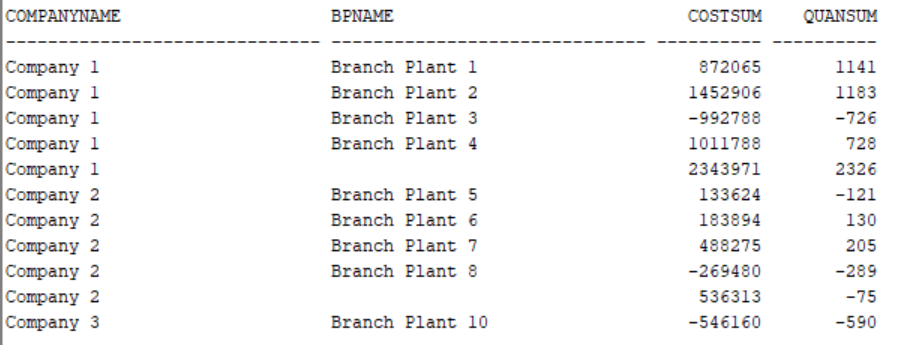 COMPANYNAME                    BPNAME                            COSTSUM    QUANSUM
------------------------------ ------------------------------ ---------- ----------
Company 1                      Branch Plant 1                     872065       1141
Company 1                      Branch Plant 2                    1452906       1183
Company 1                      Branch Plant 3                    -992788       -726
Company 1                      Branch Plant 4                    1011788        728
Company 1                                                        2343971       2326
Company 2                      Branch Plant 5                     133624       -121
Company 2                      Branch Plant 6                     183894        130
Company 2                      Branch Plant 7                     488275        205
Company 2                      Branch Plant 8                    -269480       -289
Company 2                                                         536313        -75
Company 3                      Branch Plant 10                   -546160       -590